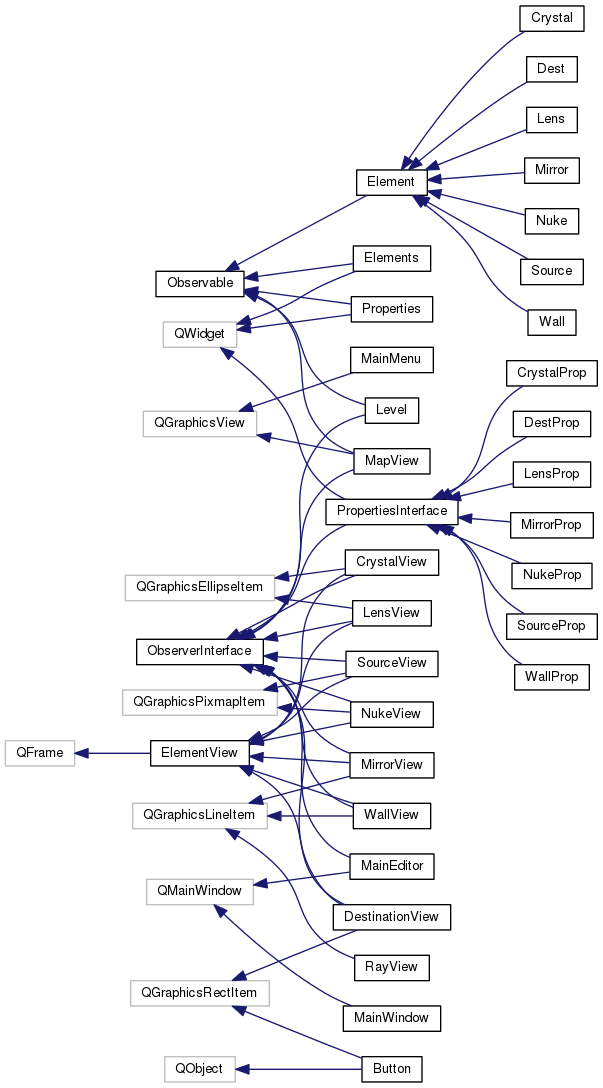 Crystal
Dest
Lens
Element
Mirror
Nuke
Elements
Source
Observable
Properties
Wall
QWidget
MainMenu
CrystalProp
Level
QGraphicsView
DestProp
MapView
LensProp
PropertiesInterface
MirrorProp
CrystalView
NukeProp
QGraphicsEllipseItem
LensView
SourceProp
ObserverInterface
SourceView
WallProp
QGraphicsPixmapItem
NukeView
QFrame
ElementView
MirrorView
QGraphicsLineItem
WallView
MainEditor
QMainWindow
DestinationView
RayView
QGraphicsRectItem
MainWindow
QObject
Button